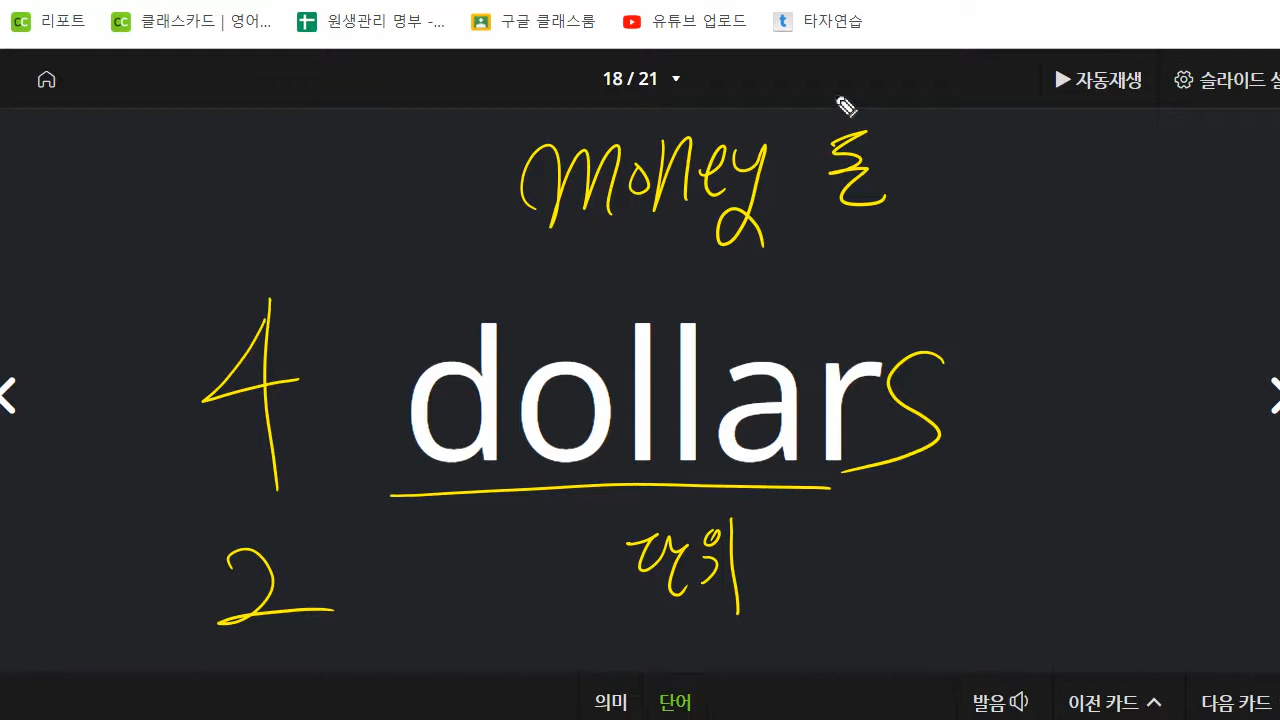 리포트 클래스카드 | 영어... 원생관리 명부 -... 구글 클래스룸 유튜브 업로드 타자연습
18 / 21 자동재생 슬라이드 설
money 돈
4 dollars
단위
2
의미 단어 발음 이전 카드 다음 카드